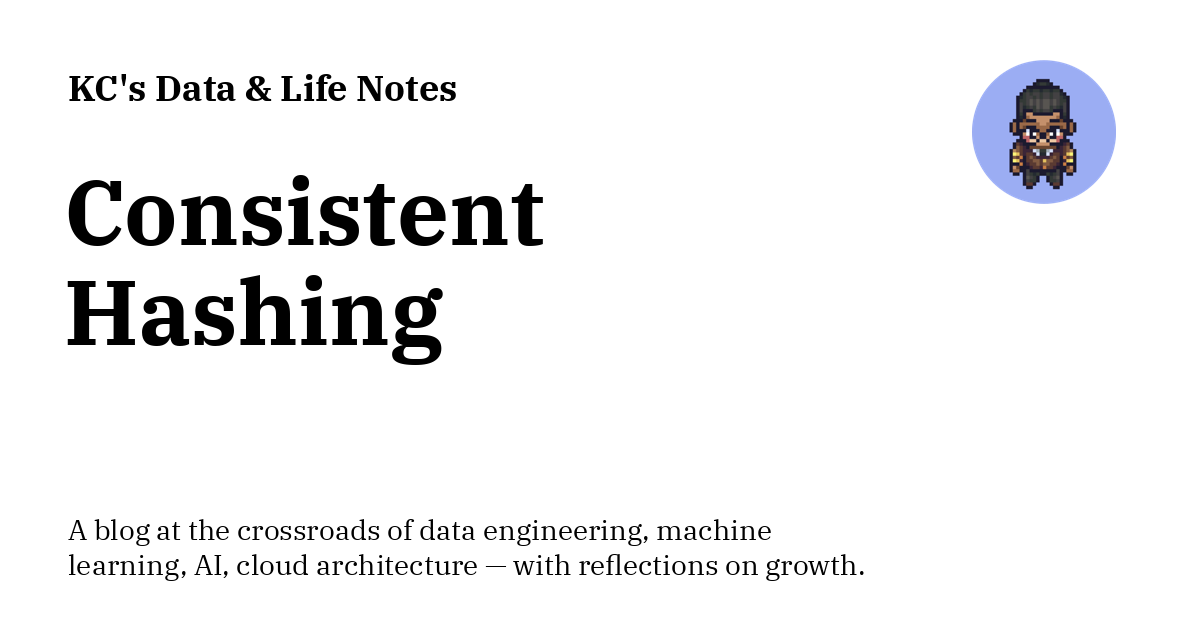 KC's Data & Life Notes
Consistent
Hashing
A blog at the crossroads of data engineering, machine
learning, AI, cloud architecture — with reflections on growth.